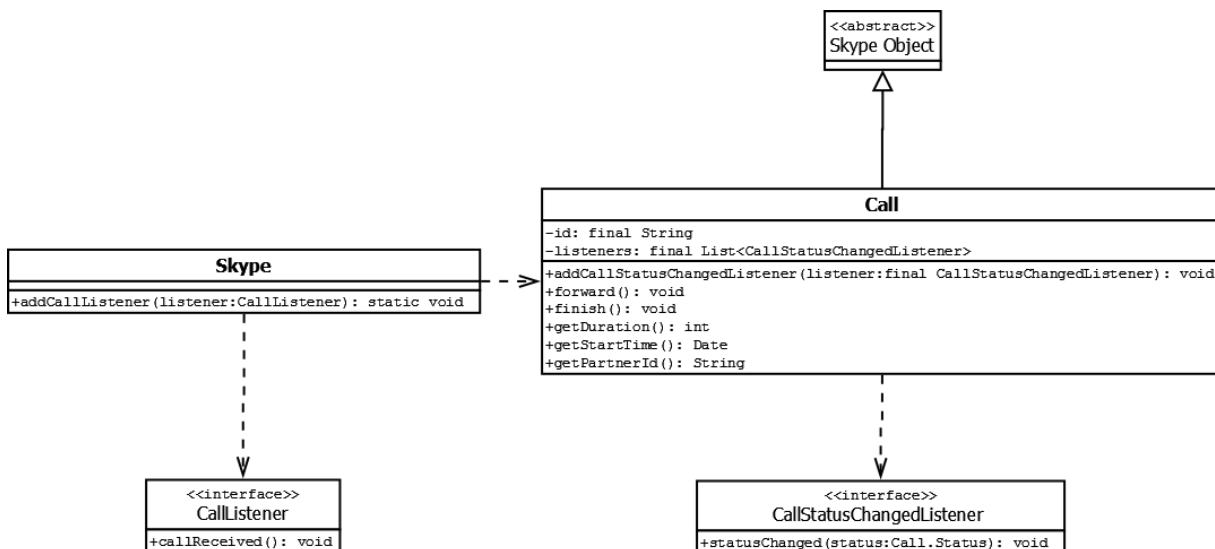 <<abstract>>
Skype Object
Call
-id: final String
-listeners: final List<CallStatusChangedListener>
+addCallStatusChangedListener(listener:final CallStatusChangedListener): void
+forward(): void
+finish(): void
+getDuration(): int
+getStartTime(): Date
+getPartnerId(): String
Skype
+addCallListener(listener:CallListener): static void
<<interface>>
CallListener
+callReceived(): void
<<interface>>
CallStatusChangedListener
+statusChanged(status:Call.Status): void